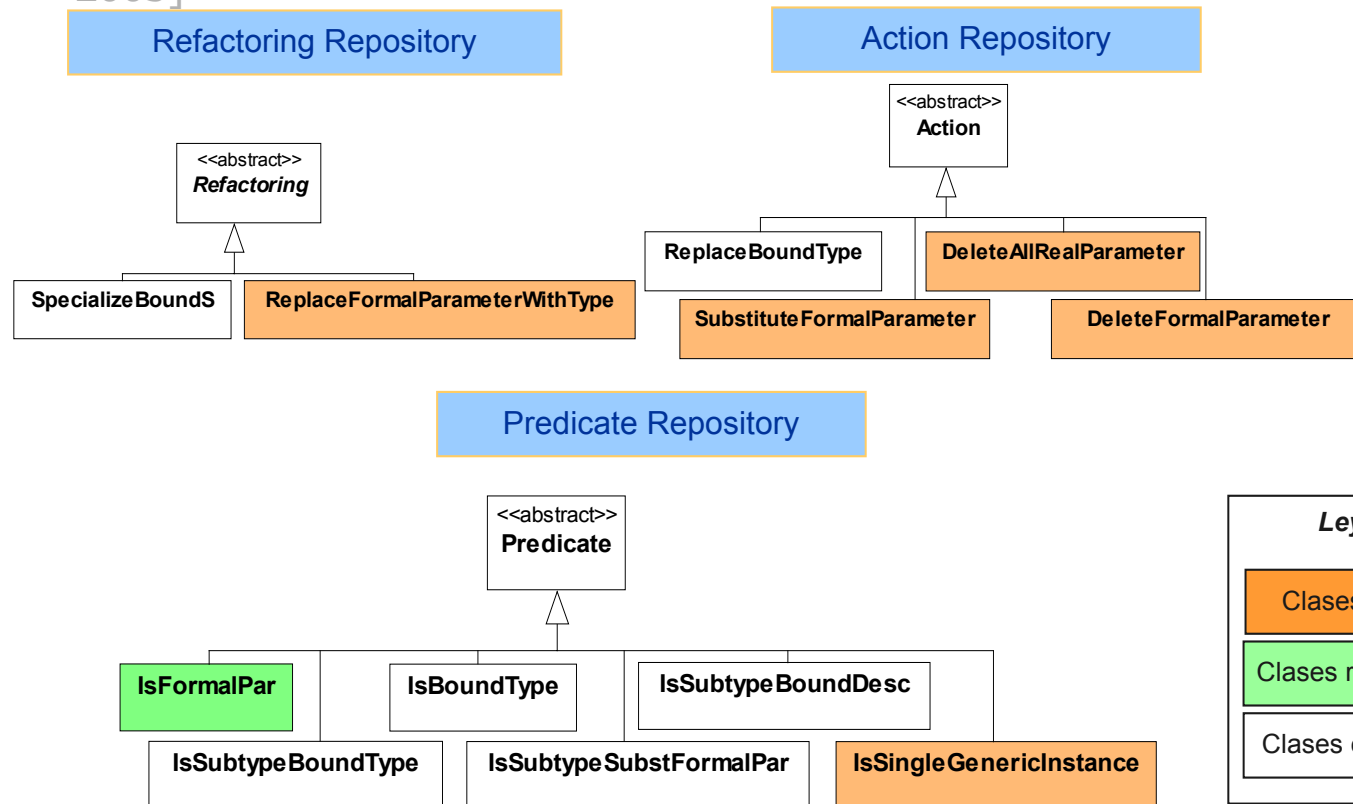 Refactoring Repository
Action Repository
<<abstract>>
Action
<<abstract>>
Refactoring
ReplaceBoundType
DeleteAllRealParameter
SpecializeBoundS
ReplaceFormalParameterWithType
SubstituteFormalParameter
DeleteFormalParameter
Predicate Repository
<<abstract>>
Predicate
IsFormalPar
IsBoundType
IsSubtypeBoundDesc
IsSubtypeBoundType
IsSubtypeSubstFormalPar
IsSingleGenericInstance
Clases
Clases
Clases